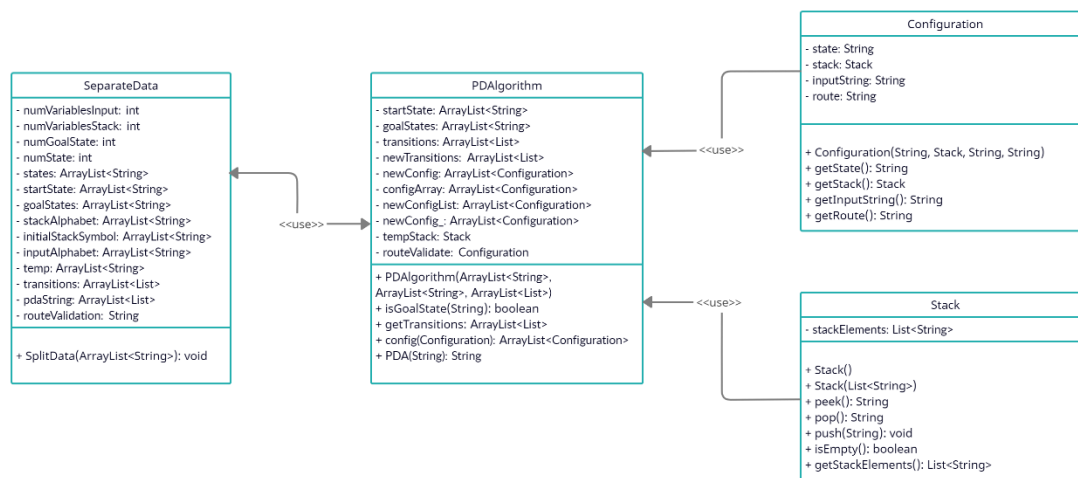 SeparateData
- numVariablesInput: int
- numVariablesStack: int
- numGoalState: int
- numState: int
- states: ArrayList<String>
- startState: ArrayList<String>
- goalStates: ArrayList<String>
- stackAlphabet: ArrayList<String>
- initialStackSymbol: ArrayList<String>
- inputAlphabet: ArrayList<String>
- temp: ArrayList<String>
- transitions: ArrayList<List>
- pdaString: ArrayList<List>
- routeValidation: String
+ SplitData(ArrayList<String>): void
<<use>>
PDAlgorithm
- startState: ArrayList<String>
- goalStates: ArrayList<String>
- transitions: ArrayList<List>
- newTransitions: ArrayList<List>
- newConfig: ArrayList<Configuration>
- configArray: ArrayList<Configuration>
- newConfigList: ArrayList<Configuration>
- newConfig_: ArrayList<Configuration>
- tempStack: Stack
- routeValidate: Configuration
+ PDAlgorithm(ArrayList<String>,
ArrayList<String>, ArrayList<List>)
+ isGoalState(String): boolean
+ getTransitions: ArrayList<List>
+ config(Configuration): ArrayList<Configuration>
+ PDA(String): String
<<use>>
Configuration
- state: String
- stack: Stack
- inputString: String
- route: String
+ Configuration(String, Stack, String, String)
+ getState(): String
+ getStack(): Stack
+ getInputString(): String
+ getRoute(): String
<<use>>
Stack
- stackElements: List<String>
+ Stack()
+ Stack(List<String>)
+ peek(): String
+ pop(): String
+ push(String): void
+ isEmpty(): boolean
+ getStackElements(): List<String>